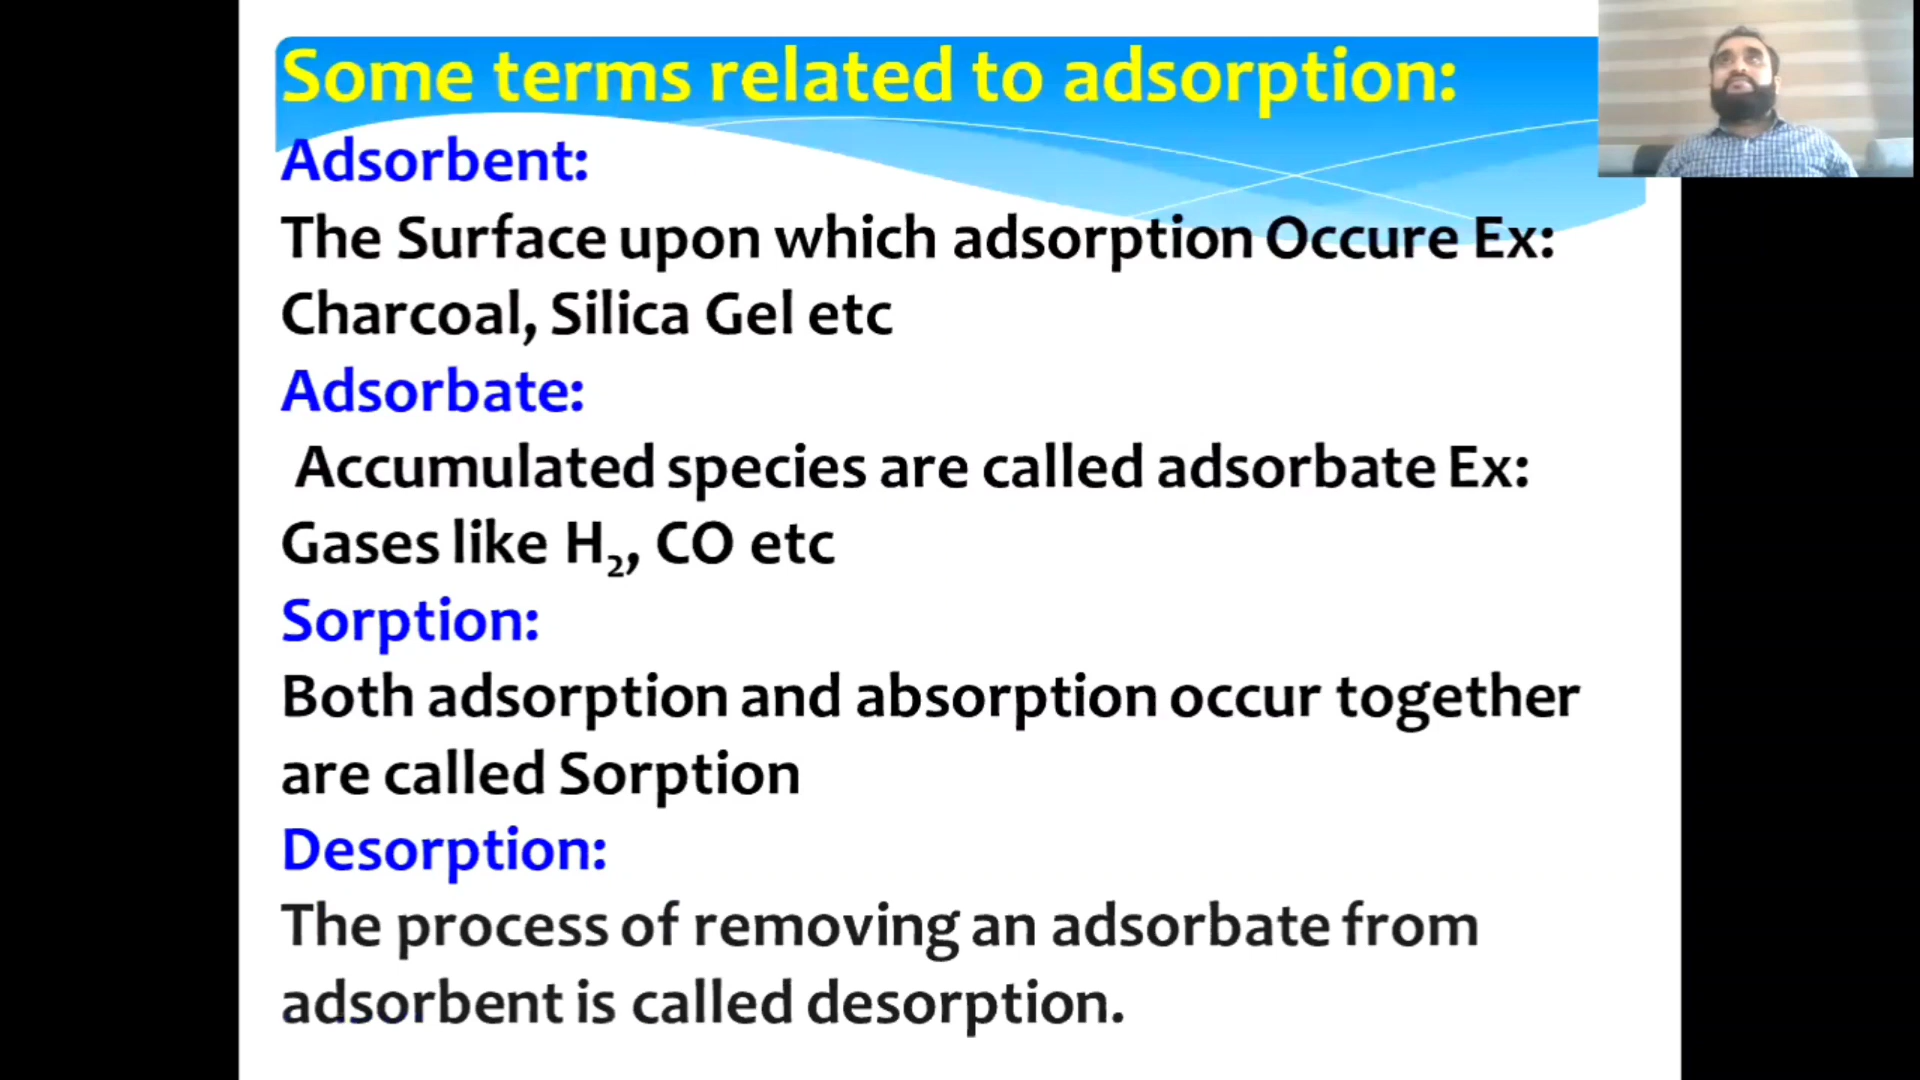 Some terms related to adsorption:
Adsorbent:
The Surface upon which adsorption Occure Ex:
Charcoal, Silica Gel etc
Adsorbate:
Accumulated species are called adsorbate Ex:
Gases like H₂, CO etc
Sorption:
Both adsorption and absorption occur together
are called Sorption
Desorption:
The process of removing an adsorbate from
adsorbent is called desorption.